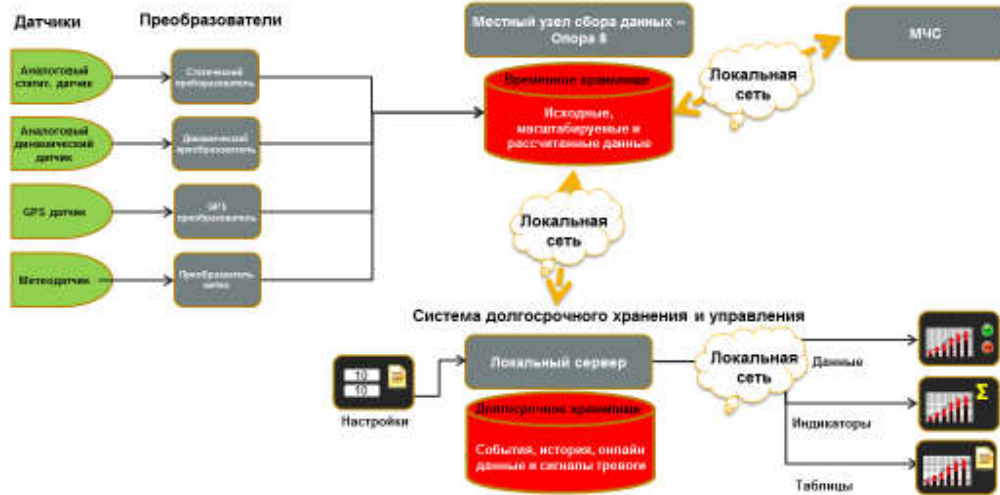 Датчики
Преобразователи
Аналоговый
статит. датчик
Статический
преобразователь
Аналоговый
динамический
датчик
Динамический
преобразователь
GPS датчик
GPS
преобразователь
Метеодатчик
Преобразователь
Местный узел сбора данных –
Опора 8
Временное хранилище
Исходные,
масштабируемые и
рассчитанные данные
Локальная
сеть
МЧС
Локальная
сеть
Система долгосрочного хранения и управления
10
10
Настройки
Локальный сервер
Долгосрочное хранилище
События, история, онлайн
данные и сигналы тревоги
Локальная
сеть
Данные
Σ
Индикаторы
Таблицы